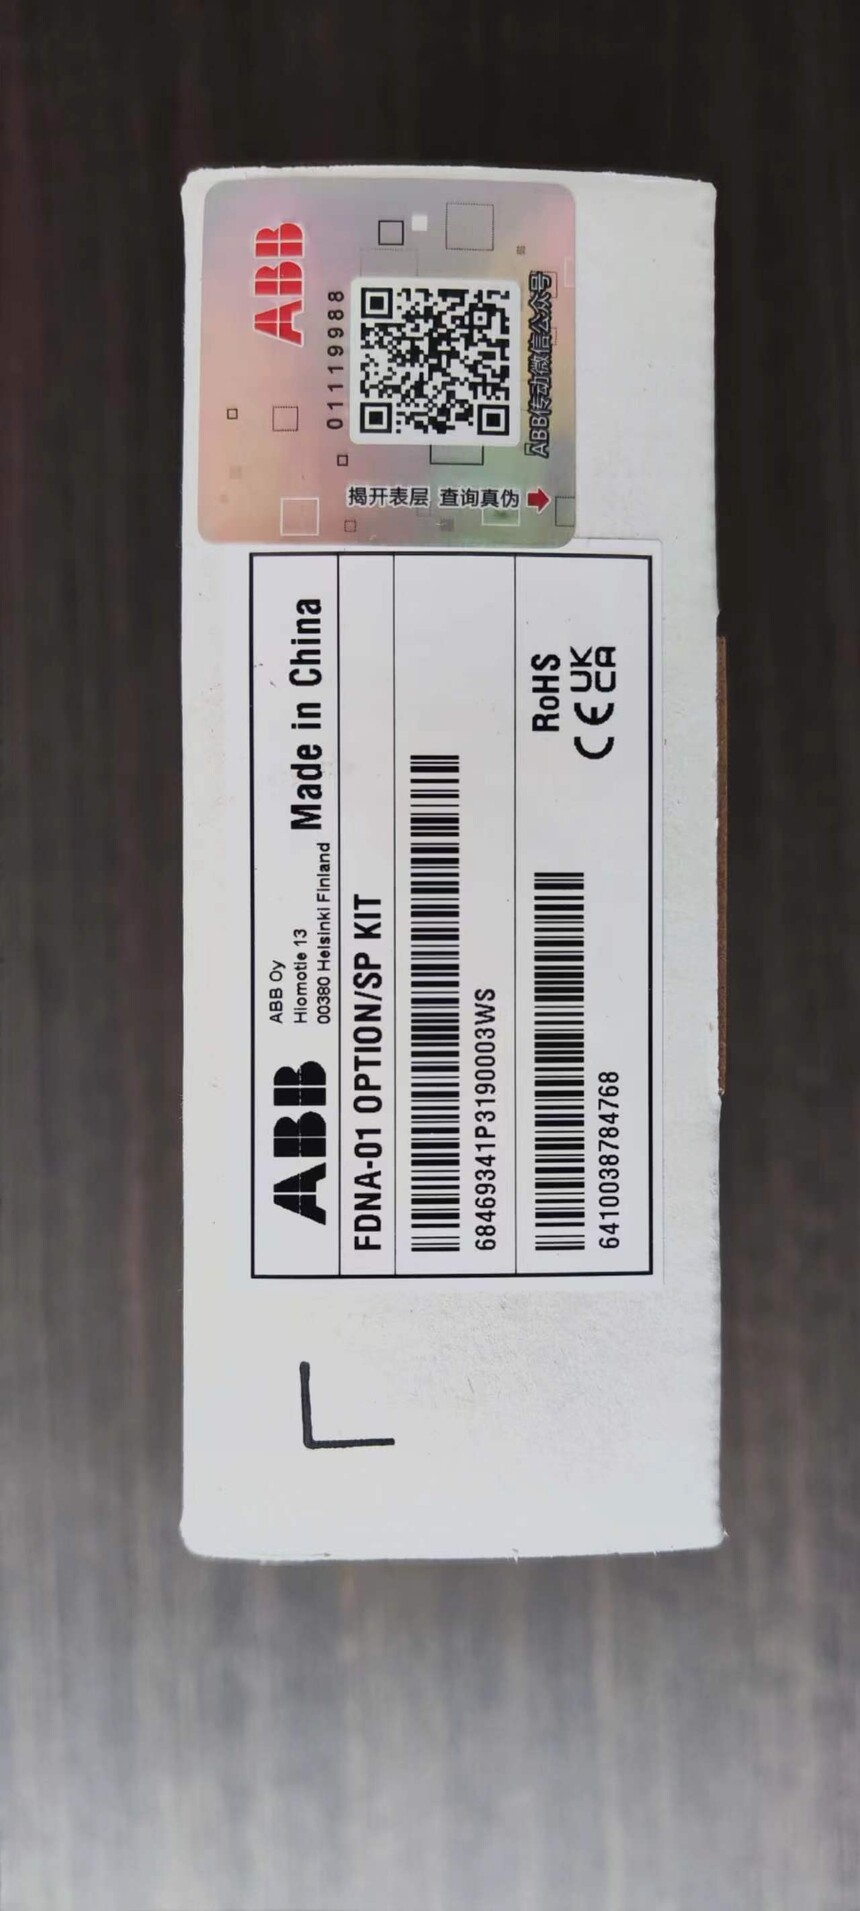 ABB
01119988
ABB传动微信公众号
揭开表层 查询真伪
ABB
ABB Oy
Hiomotie 13
00380 Helsinki Finland
Made in China
FDNA-01 OPTION/SP KIT
68469341P3190003WS
RoHS
CE UK
CA
6410038784768